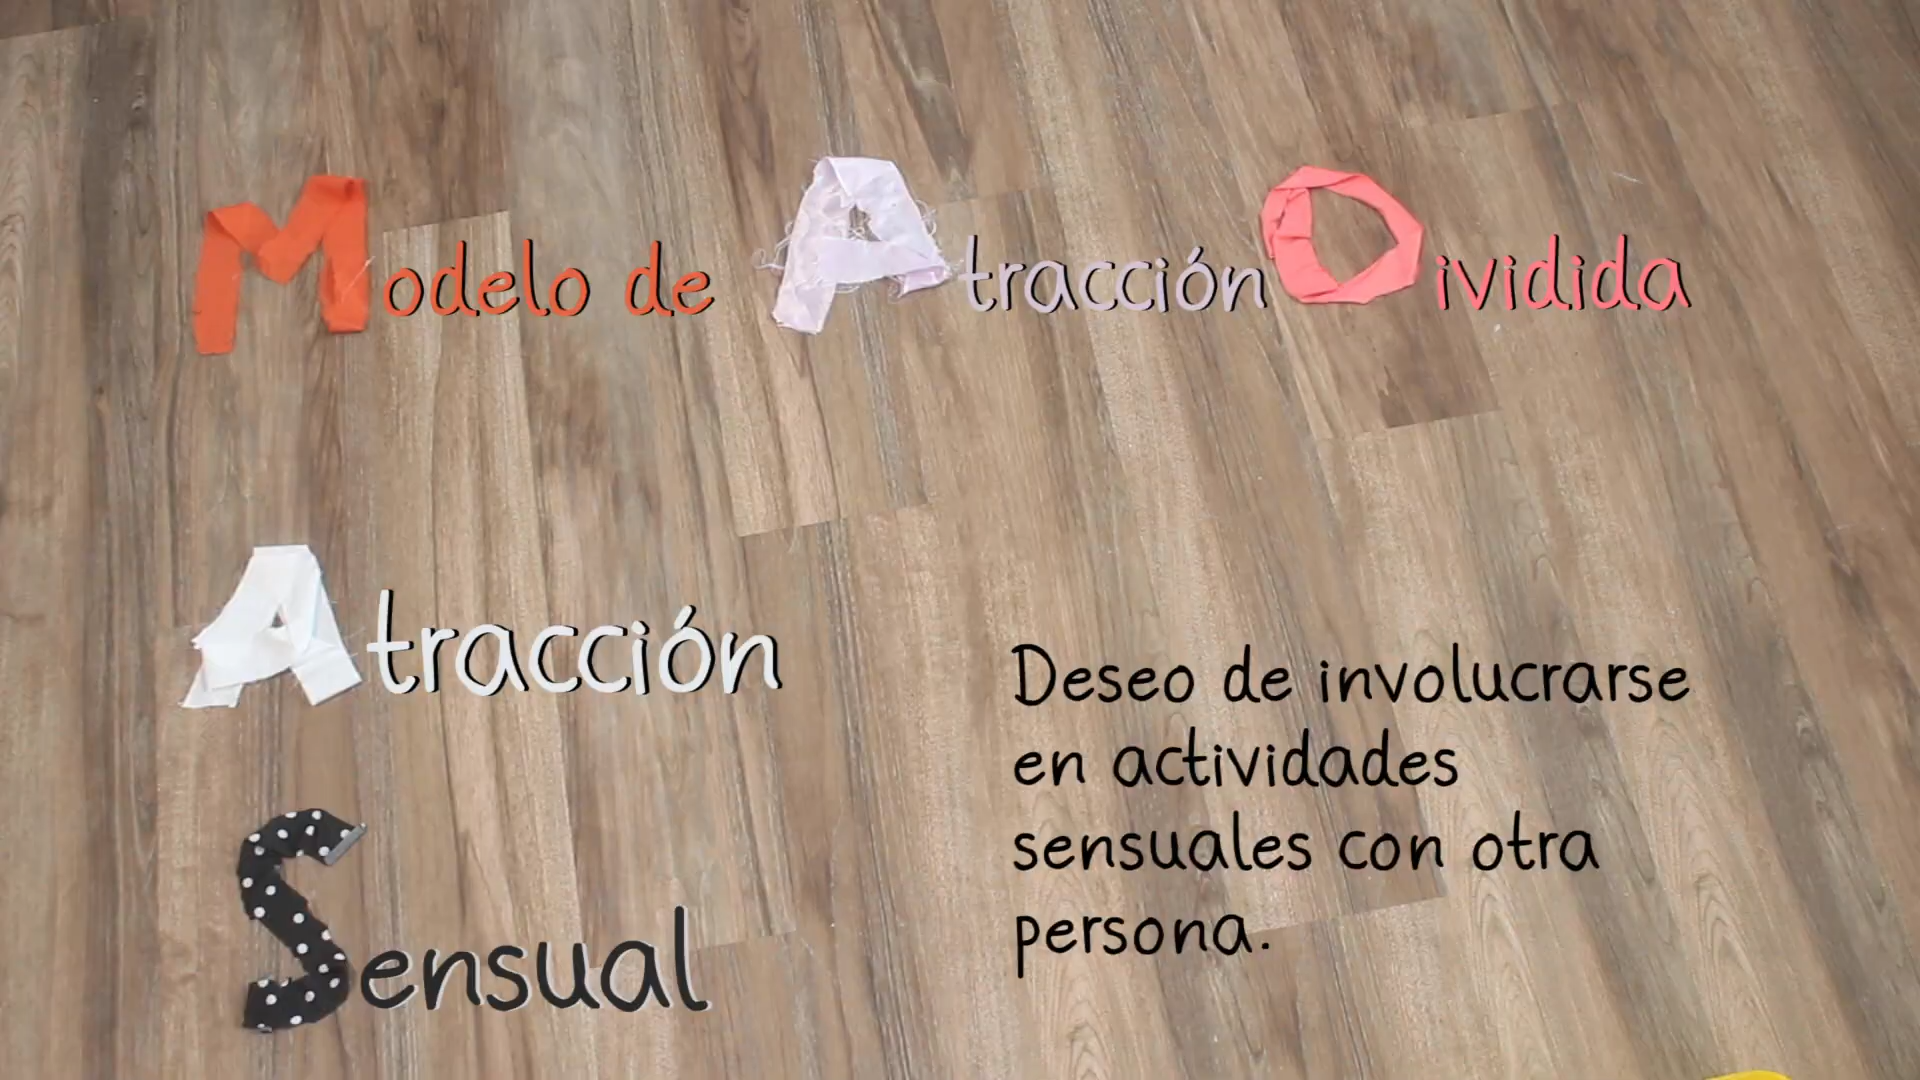 Modelo de Atracción Dividida
Atracción
Sensual
Deseo de involucrarse
en actividades
sensuales con otra
persona.